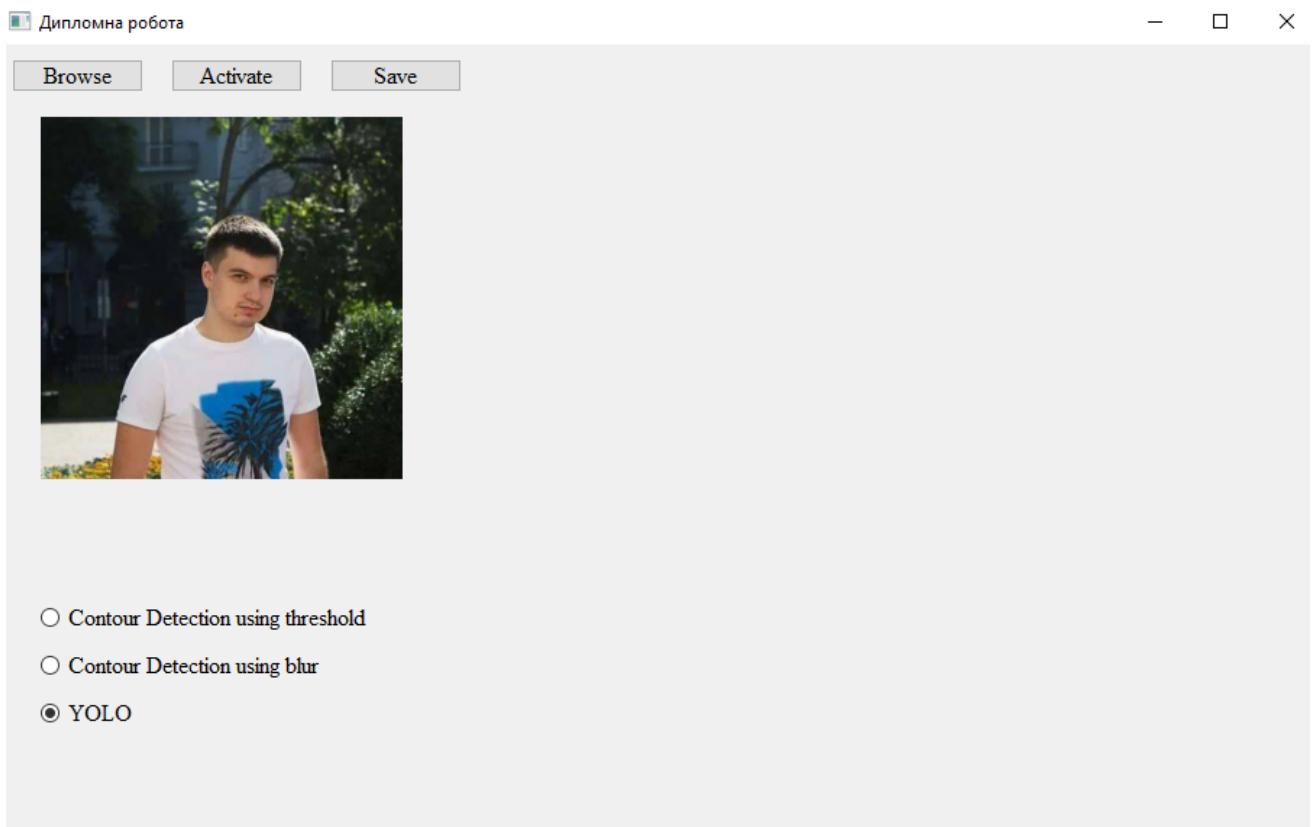 Дипломна робота
Browse Activate Save
Contour Detection using threshold
Contour Detection using blur
YOLO